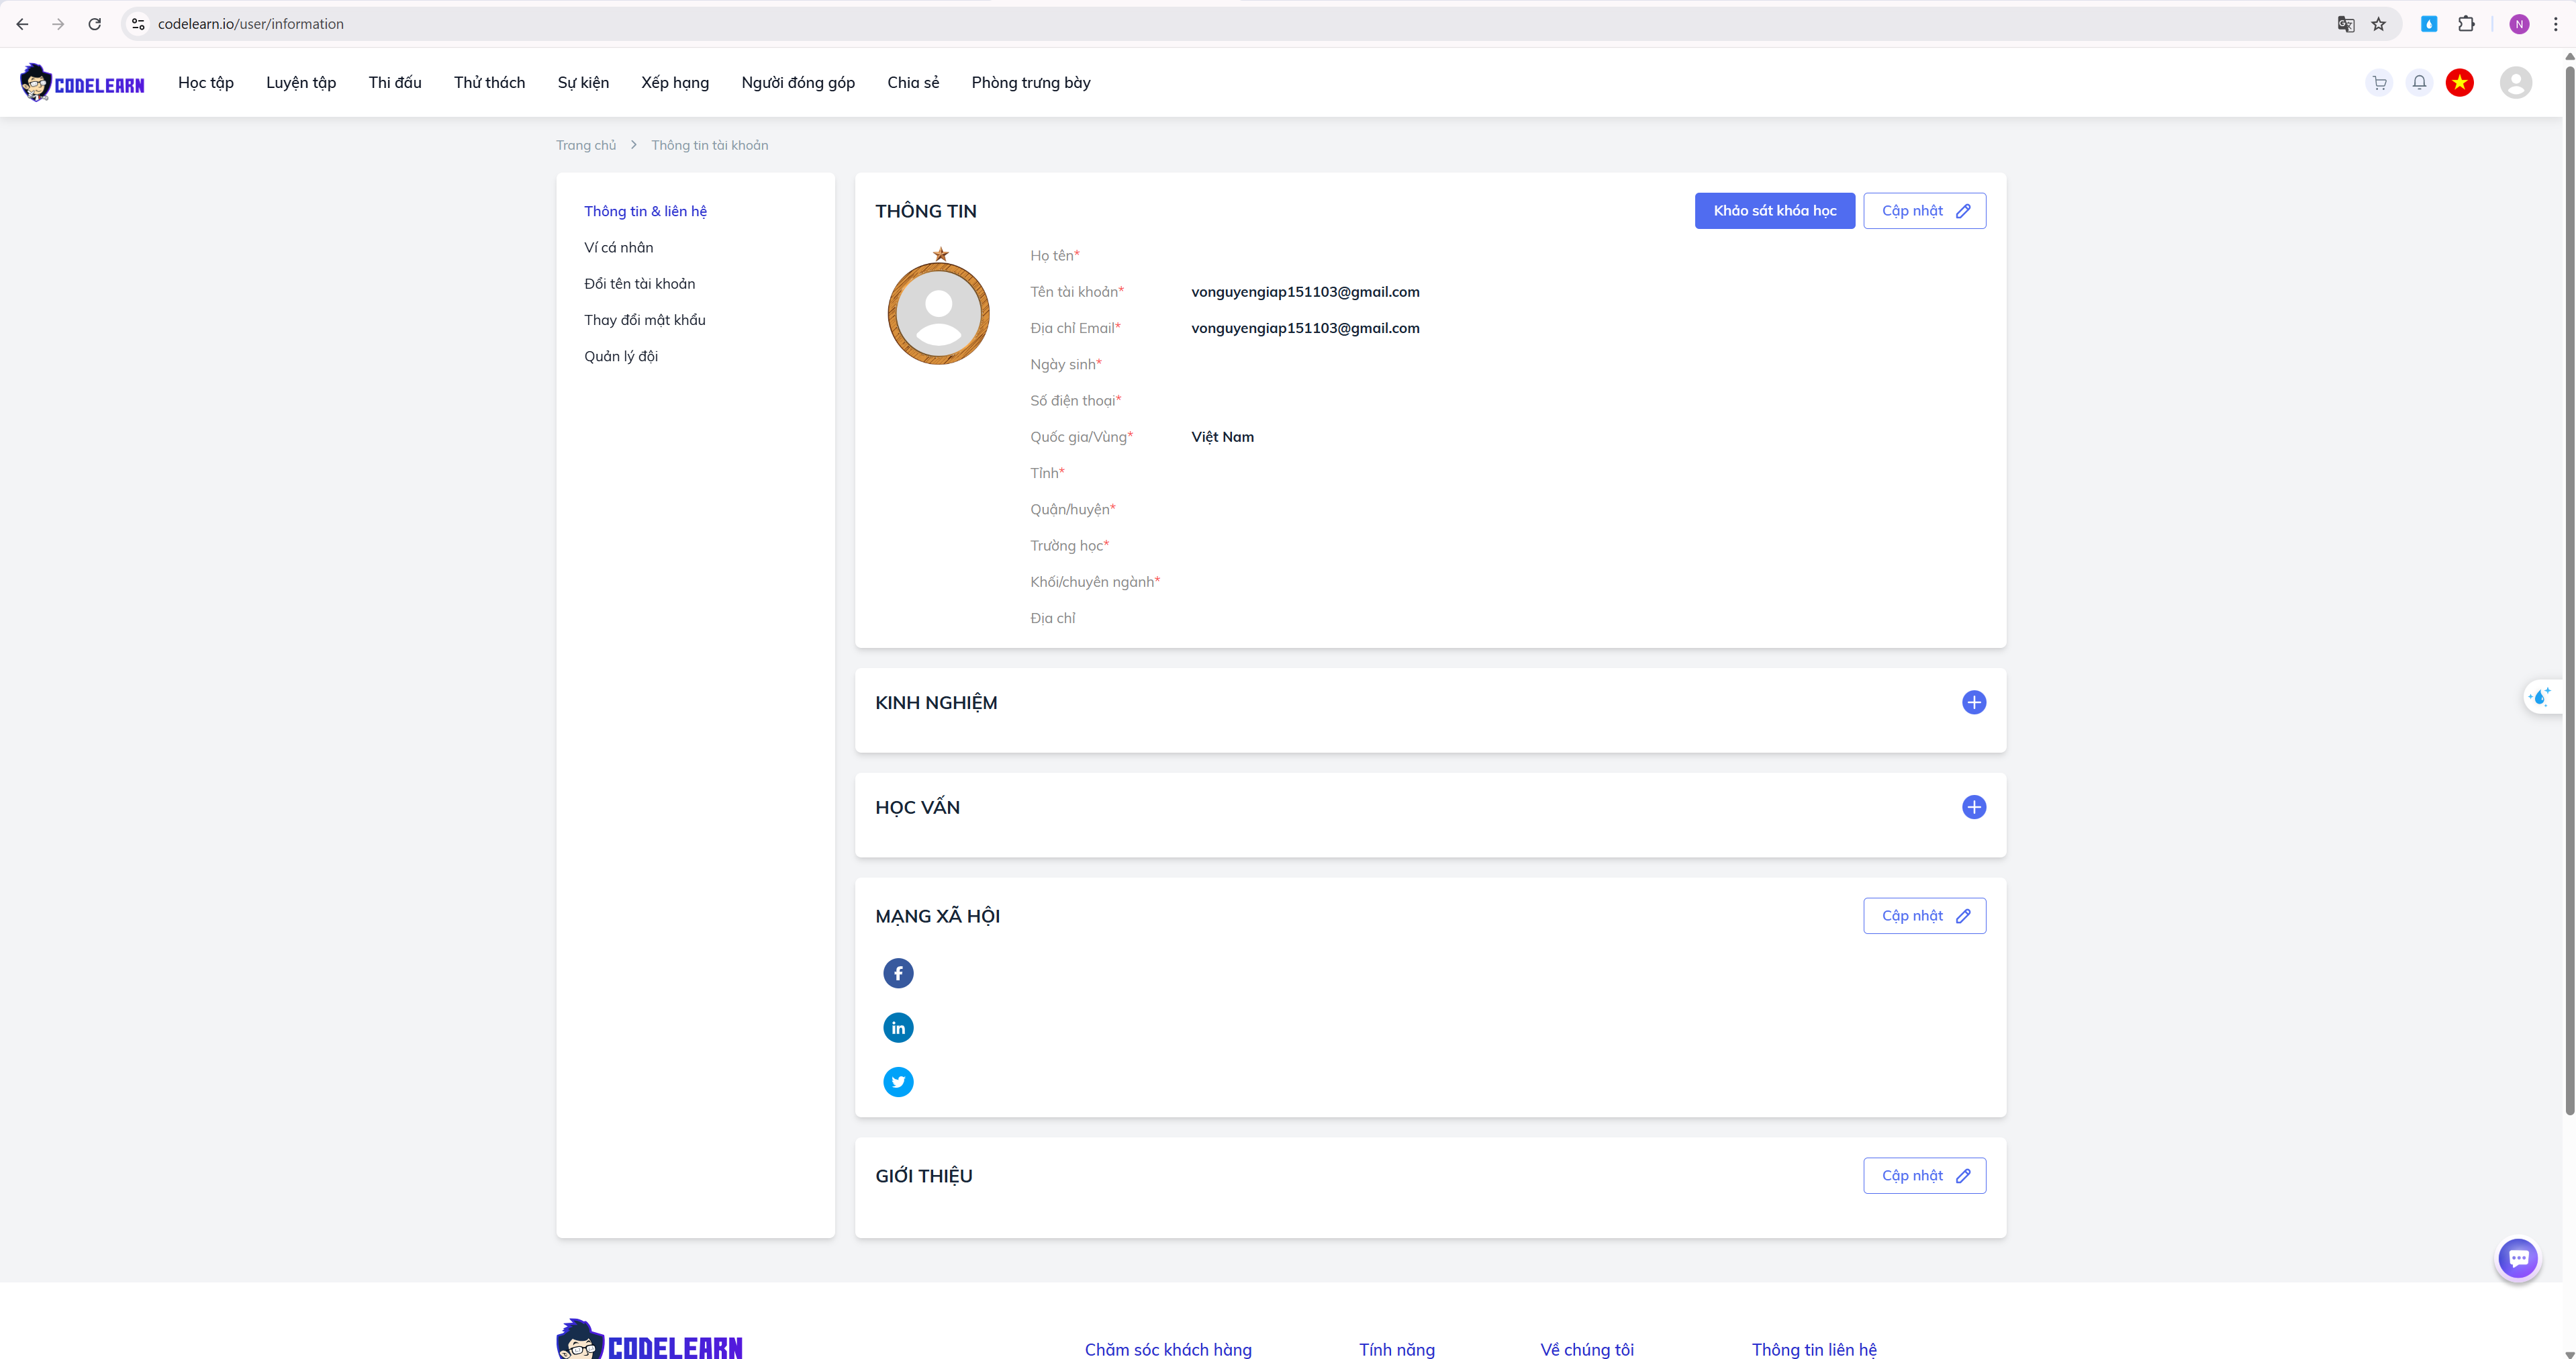 codelearn.io/user/information
N
CODELEARN
Học tập
Luyện tập
Thi đấu
Thử thách
Sự kiện
Xếp hạng
Người đóng góp
Chia sẻ
Phòng trưng bày
Trang chủ
Thông tin tài khoản
Thông tin & liên hệ
Ví cá nhân
Đổi tên tài khoản
Thay đổi mật khẩu
Quản lý đội
THÔNG TIN
Khảo sát khóa học
Cập nhật
Họ tên*
Tên tài khoản* vonguyengiap151103@gmail.com
Địa chỉ Email* vonguyengiap151103@gmail.com
Ngày sinh*
Số điện thoại*
Quốc gia/Vùng* Việt Nam
Tỉnh*
Quận/huyện*
Trường học*
Khối/chuyên ngành*
Địa chỉ
KINH NGHIỆM
HỌC VẤN
MẠNG XÃ HỘI
Cập nhật
GIỚI THIỆU
Cập nhật
CODELEARN
Chăm sóc khách hàng
Tính năng
Về chúng tôi
Thông tin liên hệ